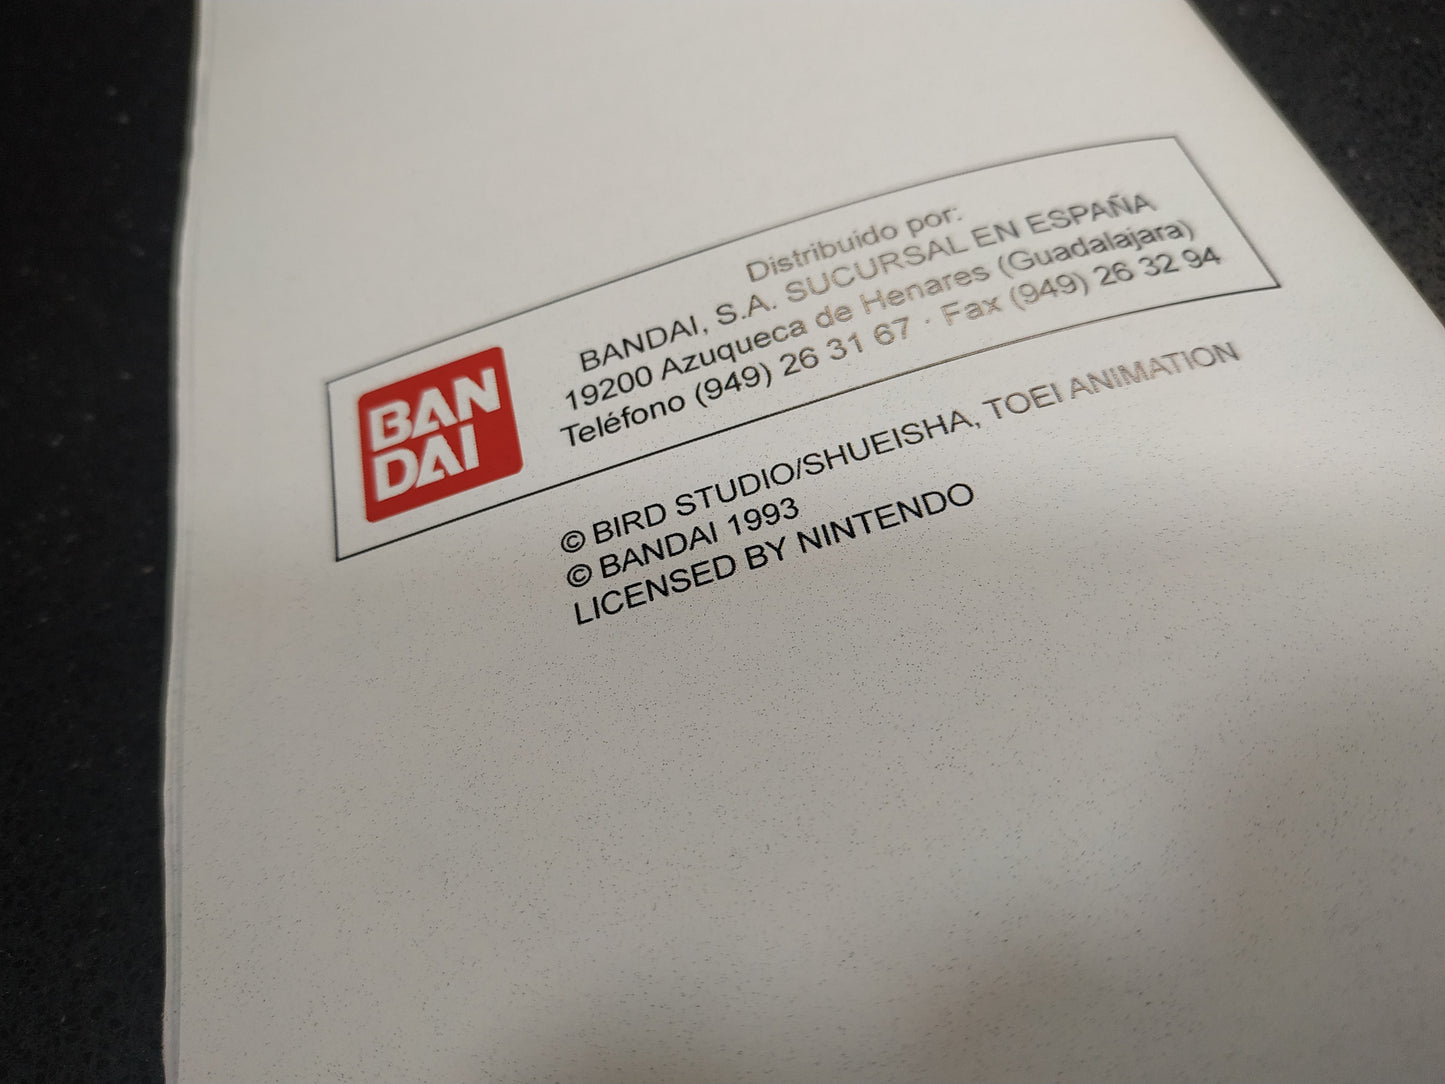 BAN
DAI
Distribuido por:
BANDAI, S.A. SUCURSAL EN ESPAÑA
19200 Azuqueca de Henares (Guadalajara)
Teléfono (949) 26 31 67 · Fax (949) 26 32 94
© BIRD STUDIO/SHUEISHA, TOEI ANIMATION
© BANDAI 1993
LICENSED BY NINTENDO